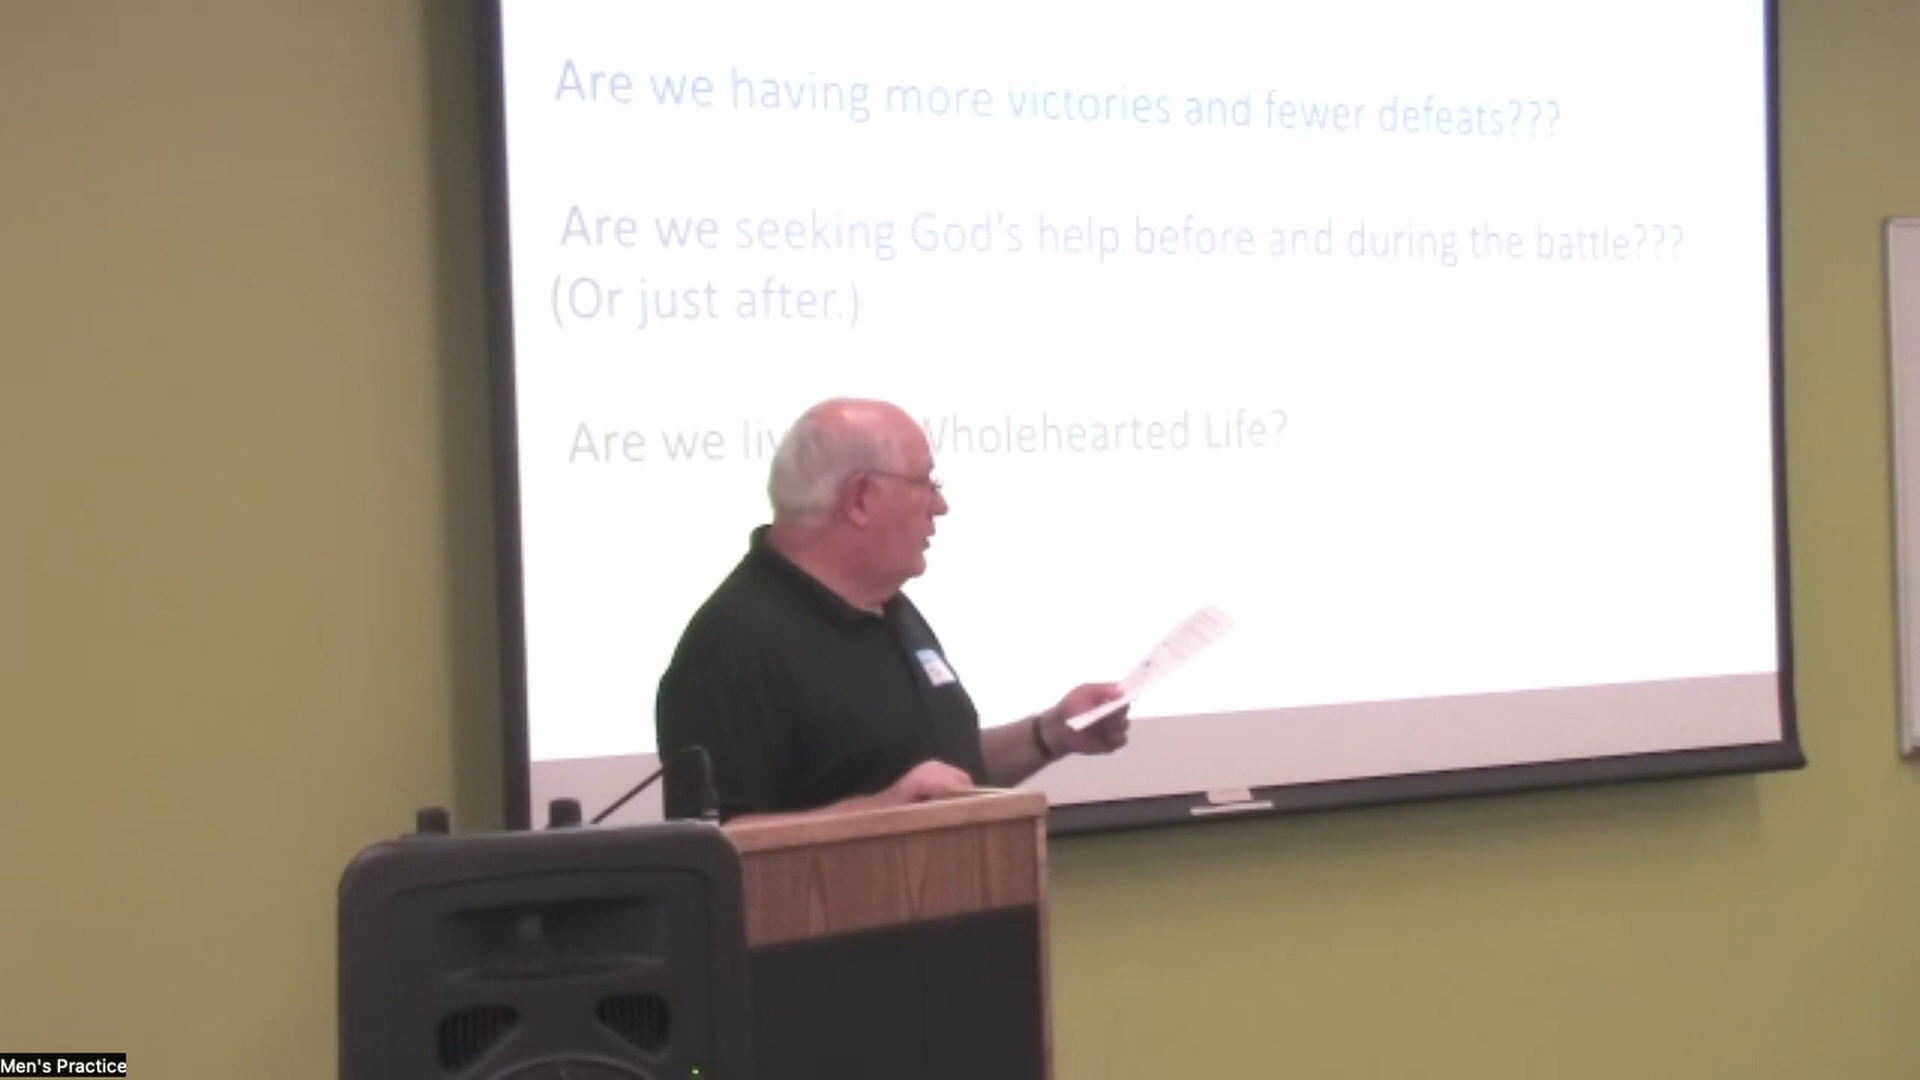 Are we having more victories and fewer defeats???
Are we seeking God's help before and during the battle???
(Or just after.)
Are we Wholehearted Life?
Men's Practice